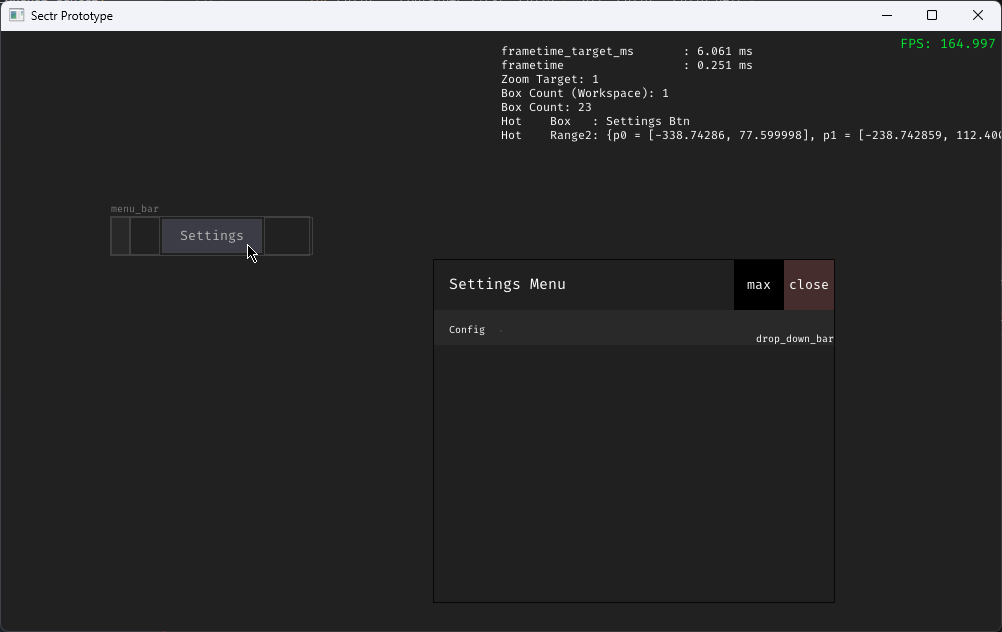 Sectr Prototype
FPS: 164.997
frametime_target_ms : 6.061 ms
frametime : 0.251 ms
Zoom Target: 1
Box Count (Workspace): 1
Box Count: 23
Hot Box : Settings Btn
Hot Range2: {p0 = [-338.74286, 77.599998], p1 = [-238.742859, 112.40
menu_bar
Settings
Settings Menu max close
Config
drop_down_bar